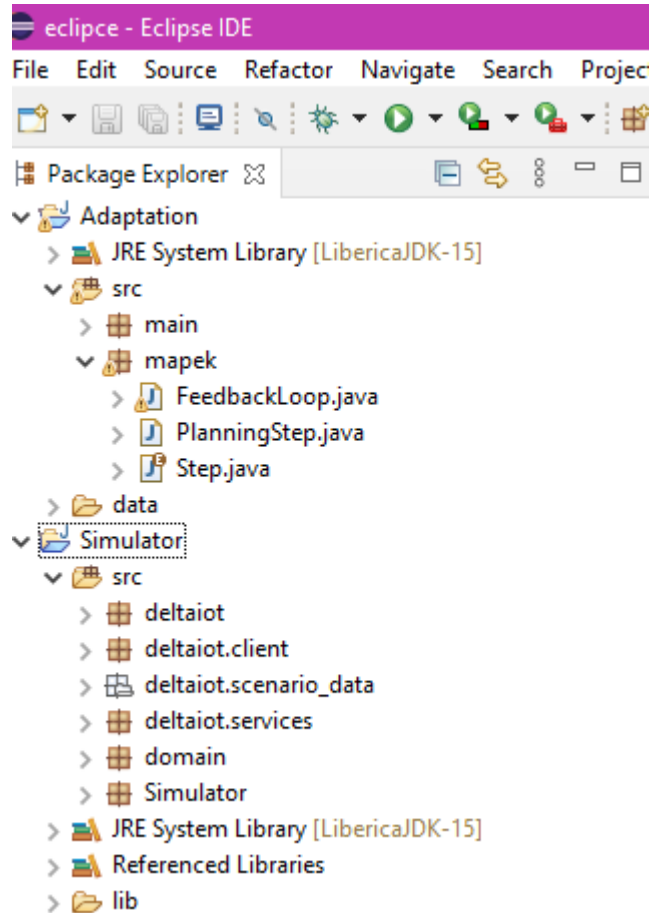 eclipce - Eclipse IDE
File Edit Source Refactor Navigate Search Projec
Package Explorer
Adaptation
JRE System Library [LibericaJDK-15]
src
main
mapek
FeedbackLoop.java
PlanningStep.java
Step.java
data
Simulator
src
deltaiot
deltaiot.client
deltaiot.scenario_data
deltaiot.services
domain
Simulator
JRE System Library [LibericaJDK-15]
Referenced Libraries
lib